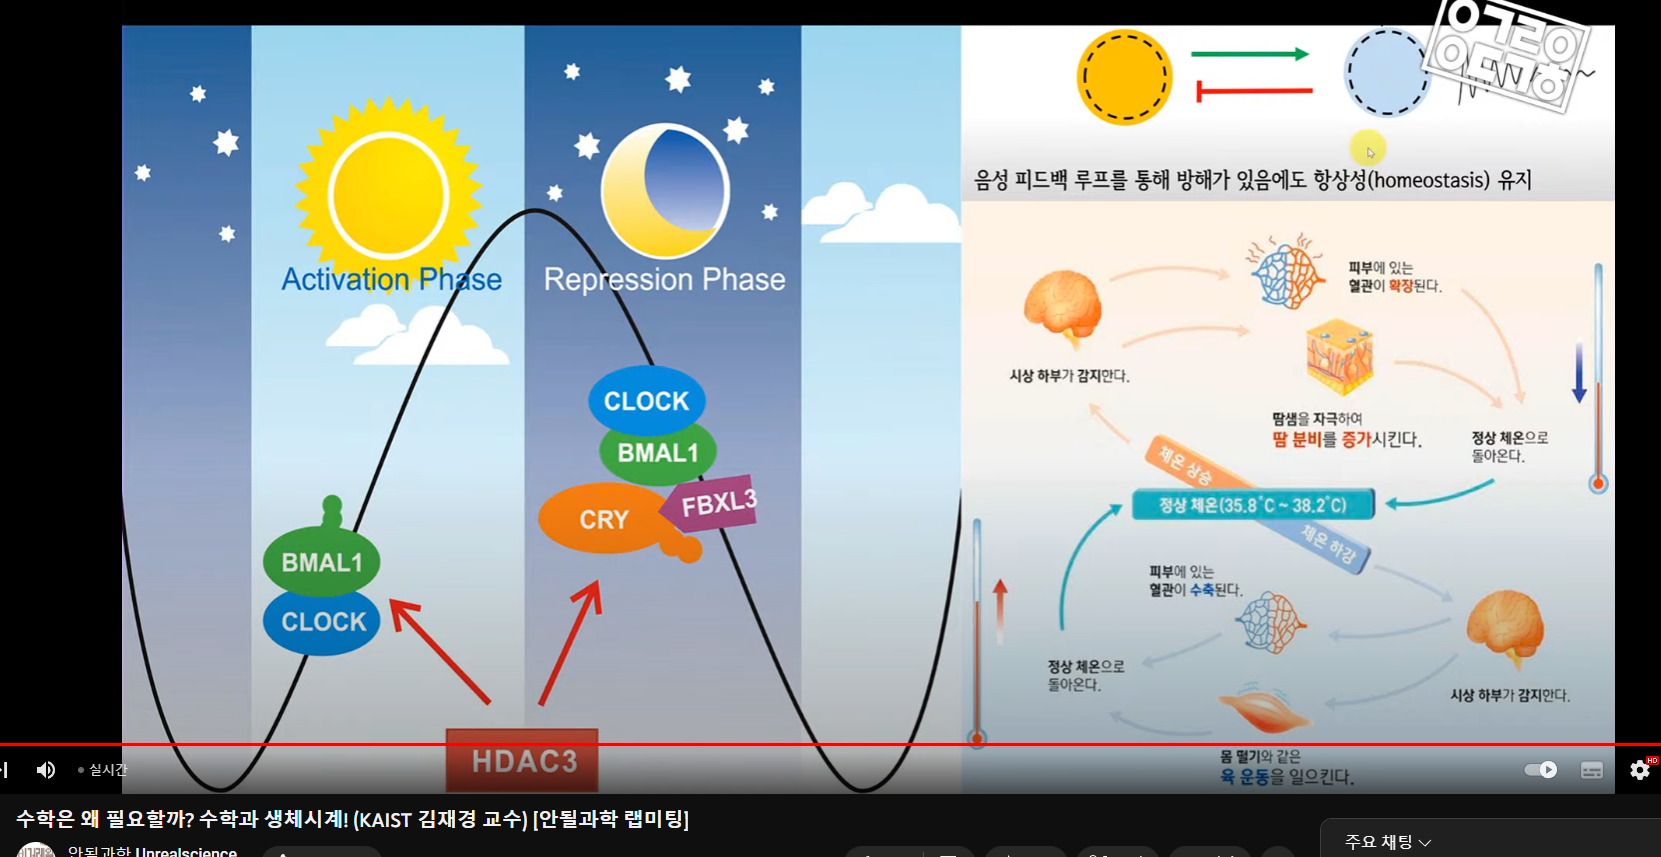 Activation Phase
Repression Phase
CLOCK
BMAL1
CRY
FBXL3
BMAL1
CLOCK
HDAC3
음성 피드백 루프를 통해 방해가 있음에도 항상성(homeostasis) 유지
피부에 있는
혈관이 확장된다.
시상 하부가 감지한다.
땀샘을 자극하여
땀 분비를 증가시킨다.
정상 체온으로
돌아온다.
체온 상승
정상 체온(35.8°C ~ 38.2°C)
체온 하강
피부에 있는
혈관이 수축된다.
정상 체온으로
돌아온다.
시상 하부가 감지한다.
몸 떨기와 같은
육 운동을 일으킨다.
실시간
HD
수학은 왜 필요할까? 수학과 생체시계! (KAIST 김재경 교수) [안될과학 랩미팅]
안될과학 Unrealscience
주요 채팅